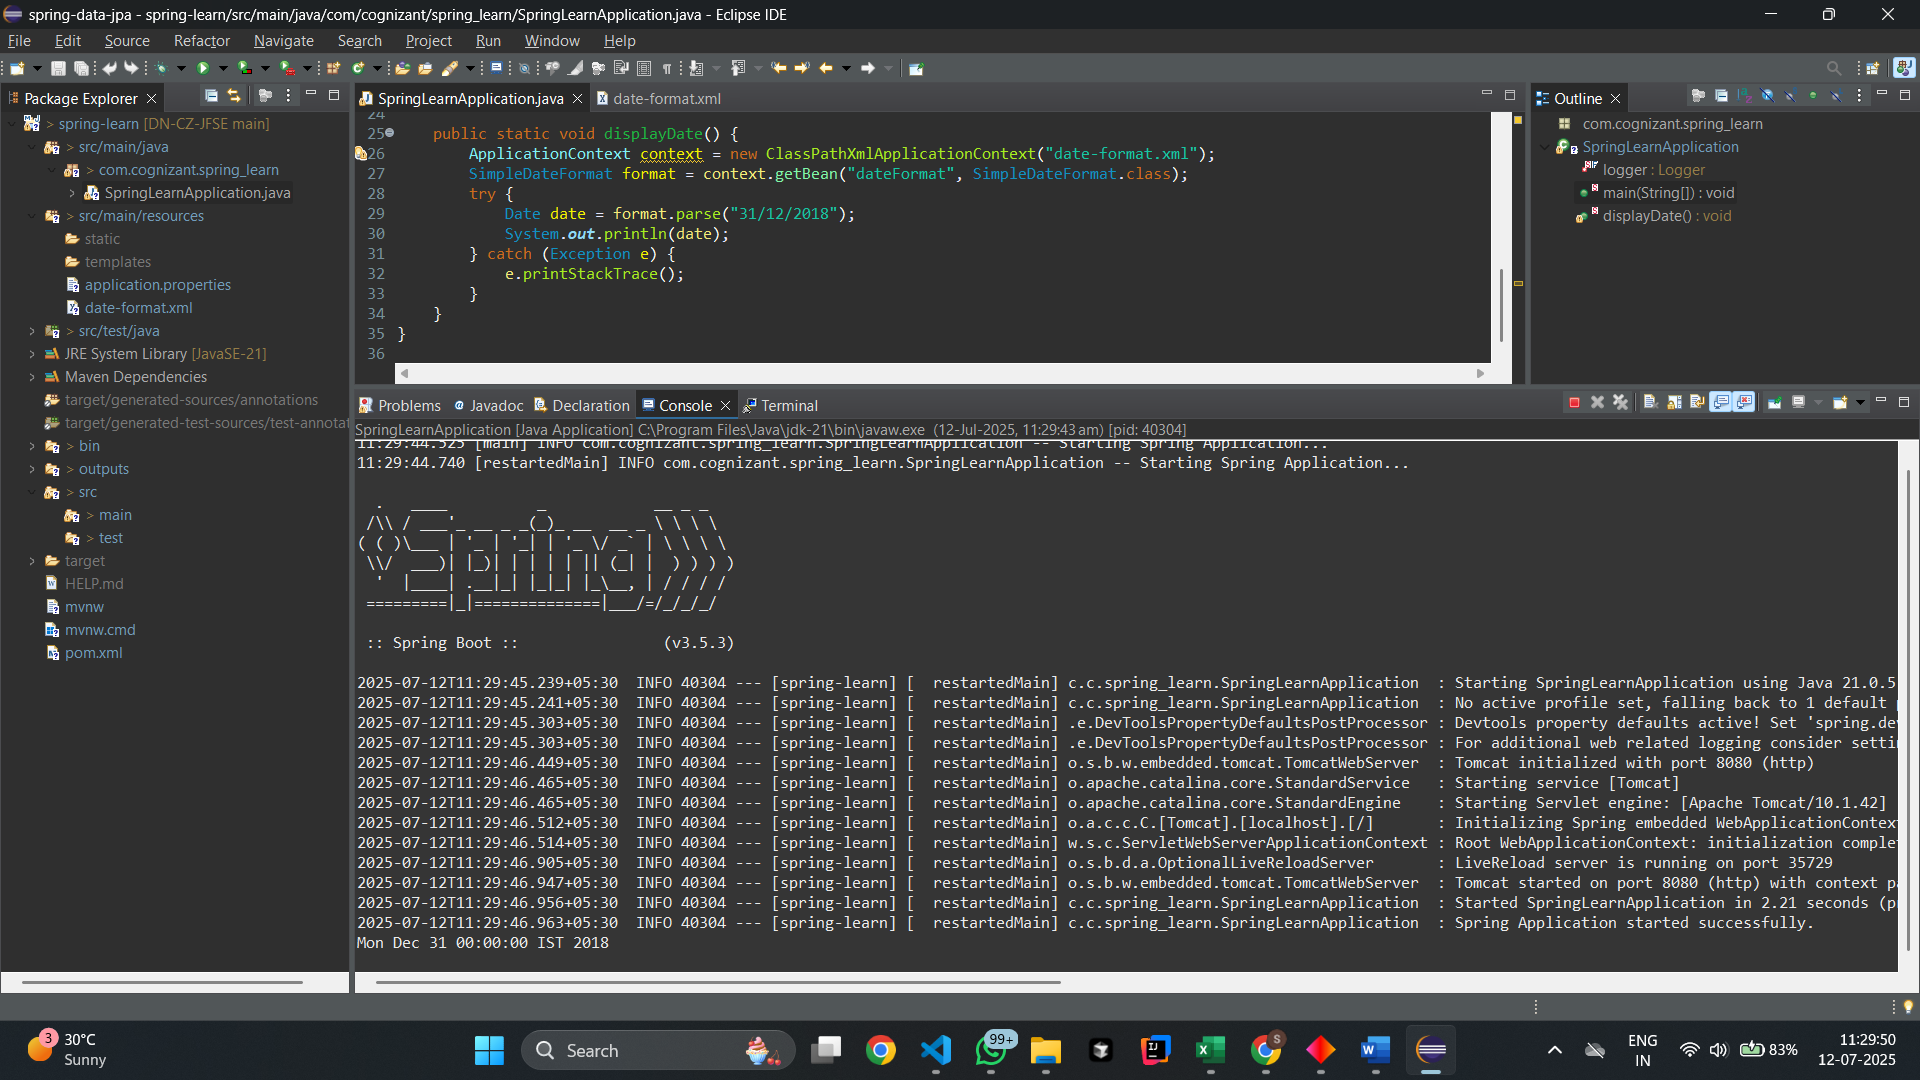 spring-data-jpa - spring-learn/src/main/java/com/cognizant/spring_learn/SpringLearnApplication.java - Eclipse IDE
File Edit Source Refactor Navigate Search Project Run Window Help
Package Explorer
> spring-learn [DN-CZ-JFSE main]
> src/main/java
> com.cognizant.spring_learn
> SpringLearnApplication.java
> src/main/resources
static
templates
application.properties
date-format.xml
> src/test/java
JRE System Library [JavaSE-21]
Maven Dependencies
target/generated-sources/annotations
target/generated-test-sources/test-annotat
> bin
> outputs
> src
> main
> test
target
HELP.md
mvnw
mvnw.cmd
pom.xml
SpringLearnApplication.java date-format.xml
24
25 public static void displayDate() {
26 ApplicationContext context = new ClassPathXmlApplicationContext("date-format.xml");
27 SimpleDateFormat format = context.getBean("dateFormat", SimpleDateFormat.class);
28 try {
29 Date date = format.parse("31/12/2018");
30 System.out.println(date);
31 } catch (Exception e) {
32 e.printStackTrace();
33 }
34 }
35 }
36
Outline
com.cognizant.spring_learn
SpringLearnApplication
logger : Logger
main(String[]) : void
displayDate() : void
Problems Javadoc Declaration Console Terminal
SpringLearnApplication [Java Application] C:\Program Files\Java\jdk-21\bin\javaw.exe (12-Jul-2025, 11:29:43 am) [pid: 40304]
11:29:44.525 [main] INFO com.cognizant.spring_learn.SpringLearnApplication -- Starting Spring Application...
11:29:44.740 [restartedMain] INFO com.cognizant.spring_learn.SpringLearnApplication -- Starting Spring Application...
Spring
:: Spring Boot :: (v3.5.3)
2025-07-12T11:29:45.239+05:30 INFO 40304 --- [spring-learn] [ restartedMain] c.c.spring_learn.SpringLearnApplication : Starting SpringLearnApplication using Java 21.0.5
2025-07-12T11:29:45.241+05:30 INFO 40304 --- [spring-learn] [ restartedMain] c.c.spring_learn.SpringLearnApplication : No active profile set, falling back to 1 default
2025-07-12T11:29:45.303+05:30 INFO 40304 --- [spring-learn] [ restartedMain] .e.DevToolsPropertyDefaultsPostProcessor : Devtools property defaults active! Set 'spring.de
2025-07-12T11:29:45.303+05:30 INFO 40304 --- [spring-learn] [ restartedMain] .e.DevToolsPropertyDefaultsPostProcessor : For additional web related logging consider setti
2025-07-12T11:29:46.449+05:30 INFO 40304 --- [spring-learn] [ restartedMain] o.s.b.w.embedded.tomcat.TomcatWebServer : Tomcat initialized with port 8080 (http)
2025-07-12T11:29:46.465+05:30 INFO 40304 --- [spring-learn] [ restartedMain] o.apache.catalina.core.StandardService : Starting service [Tomcat]
2025-07-12T11:29:46.465+05:30 INFO 40304 --- [spring-learn] [ restartedMain] o.apache.catalina.core.StandardEngine : Starting Servlet engine: [Apache Tomcat/10.1.42]
2025-07-12T11:29:46.512+05:30 INFO 40304 --- [spring-learn] [ restartedMain] o.a.c.c.C.[Tomcat].[localhost].[/] : Initializing Spring embedded WebApplicationContex
2025-07-12T11:29:46.514+05:30 INFO 40304 --- [spring-learn] [ restartedMain] w.s.c.ServletWebServerApplicationContext : Root WebApplicationContext: initialization comple
2025-07-12T11:29:46.905+05:30 INFO 40304 --- [spring-learn] [ restartedMain] o.s.b.d.a.OptionalLiveReloadServer : LiveReload server is running on port 35729
2025-07-12T11:29:46.947+05:30 INFO 40304 --- [spring-learn] [ restartedMain] o.s.b.w.embedded.tomcat.TomcatWebServer : Tomcat started on port 8080 (http) with context p
2025-07-12T11:29:46.956+05:30 INFO 40304 --- [spring-learn] [ restartedMain] c.c.spring_learn.SpringLearnApplication : Started SpringLearnApplication in 2.21 seconds (p
2025-07-12T11:29:46.963+05:30 INFO 40304 --- [spring-learn] [ restartedMain] c.c.spring_learn.SpringLearnApplication : Spring Application started successfully.
Mon Dec 31 00:00:00 IST 2018
3
30°C
Sunny
Search
99+
S
ENG
IN
83%
11:29:50
12-07-2025